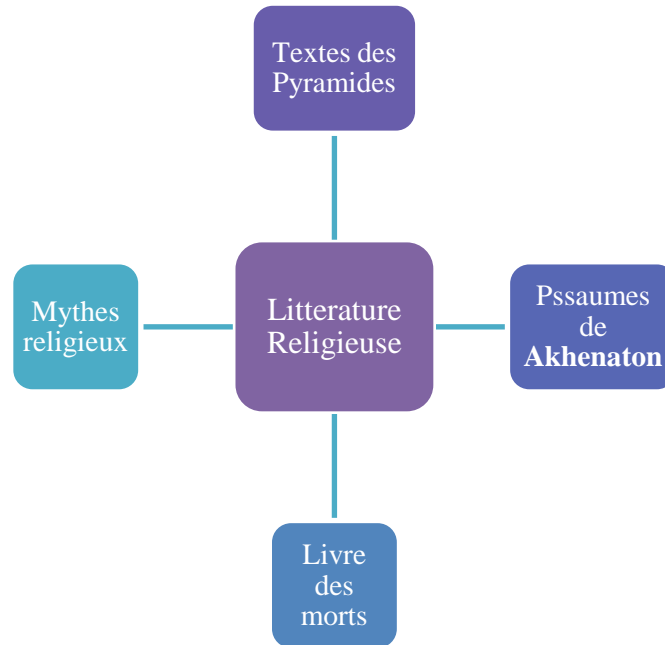 Textes des
Pyramides
Mythes
religieux
Litterature
Religieuse
Pssaumes
de
Akhenaton
Livre
des
morts